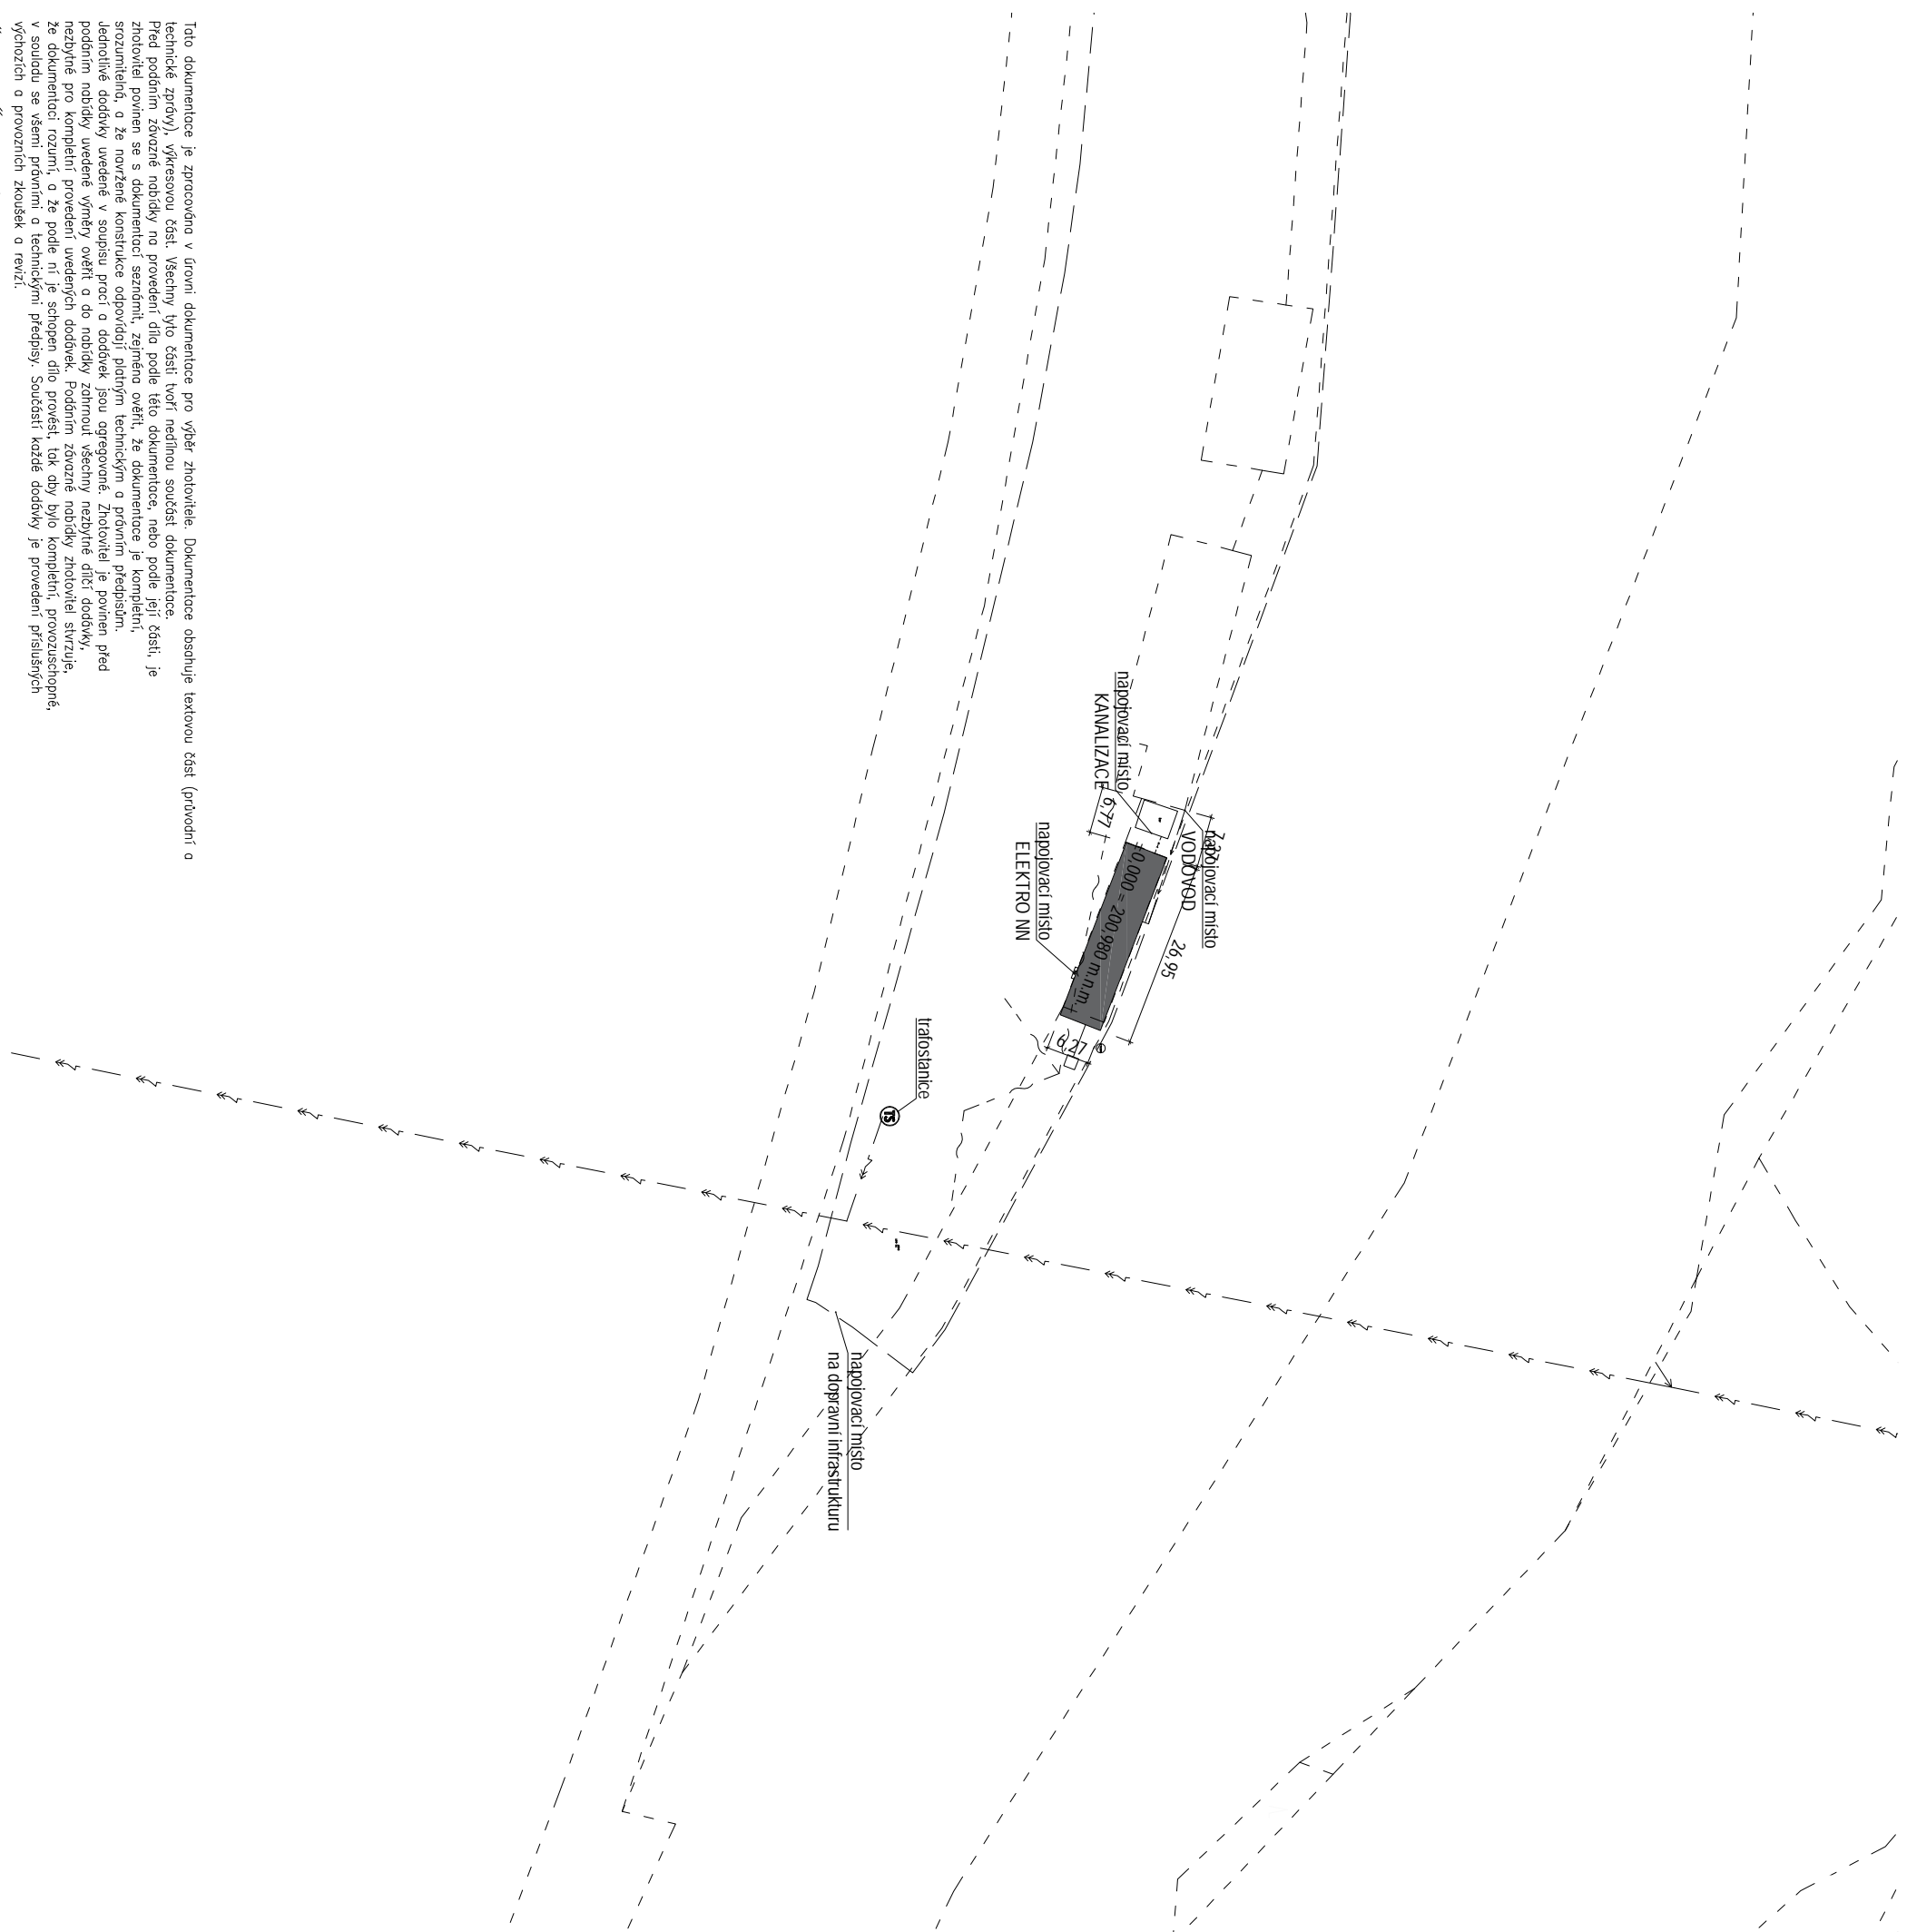 Tato dokumentace je zpracována v úrovni dokumentace pro výběr zhotovitele. Dokumentace obsahuje textovou část (průvodní a
technické zprávy), výkresovou část. Všechny tyto části tvoří nedílnou součást dokumentace.
Před podáním závazné nabídky na provedení díla podle této dokumentace, nebo podle její části, je
zhotovitel povinen se s dokumentací seznámit, zejména ověřit, že dokumentace je kompletní,
srozumitelná, a že navržené konstrukce odpovídají platným technickým a právním předpisům.
Jednotlivé dodávky uvedené v soupisu prací a dodávek jsou agregované. Zhotovitel je povinen před
podáním nabídky uvedené výměry ověřit a do nabídky zahrnout všechny nezbytné dílčí dodávky,
nezbytné pro kompletní provedení uvedených dodávek. Podáním závazné nabídky zhotovitel stvrzuje,
že dokumentaci rozumí, a že podle ní je schopen dílo provést, tak aby bylo kompletní, provozuschopné,
v souladu se všemi právními a technickými předpisy. Součástí každé dodávky je provedení příslušných
výchozích a provozních zkoušek a revizí.
napojovací místo
KANALIZACE
6,77
napojovací místo
VODOVOD
26,95
±0,000 = 200,980 m.n.m.
napojovací místo
ELEKTRO NN
6,27
trafostanice
TS
napojovací místo
na dopravní infrastrukturu